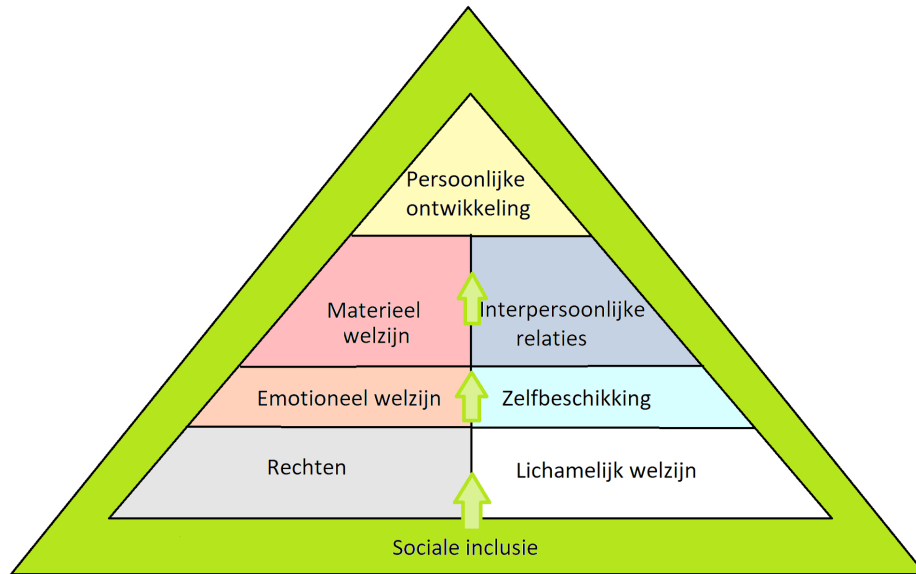 Persoonlijke
ontwikkeling
Materieel
welzijn
Interpersoonlijke
relaties
Emotioneel welzijn
Zelfbeschikking
Rechten
Lichamelijk welzijn
Sociale inclusie